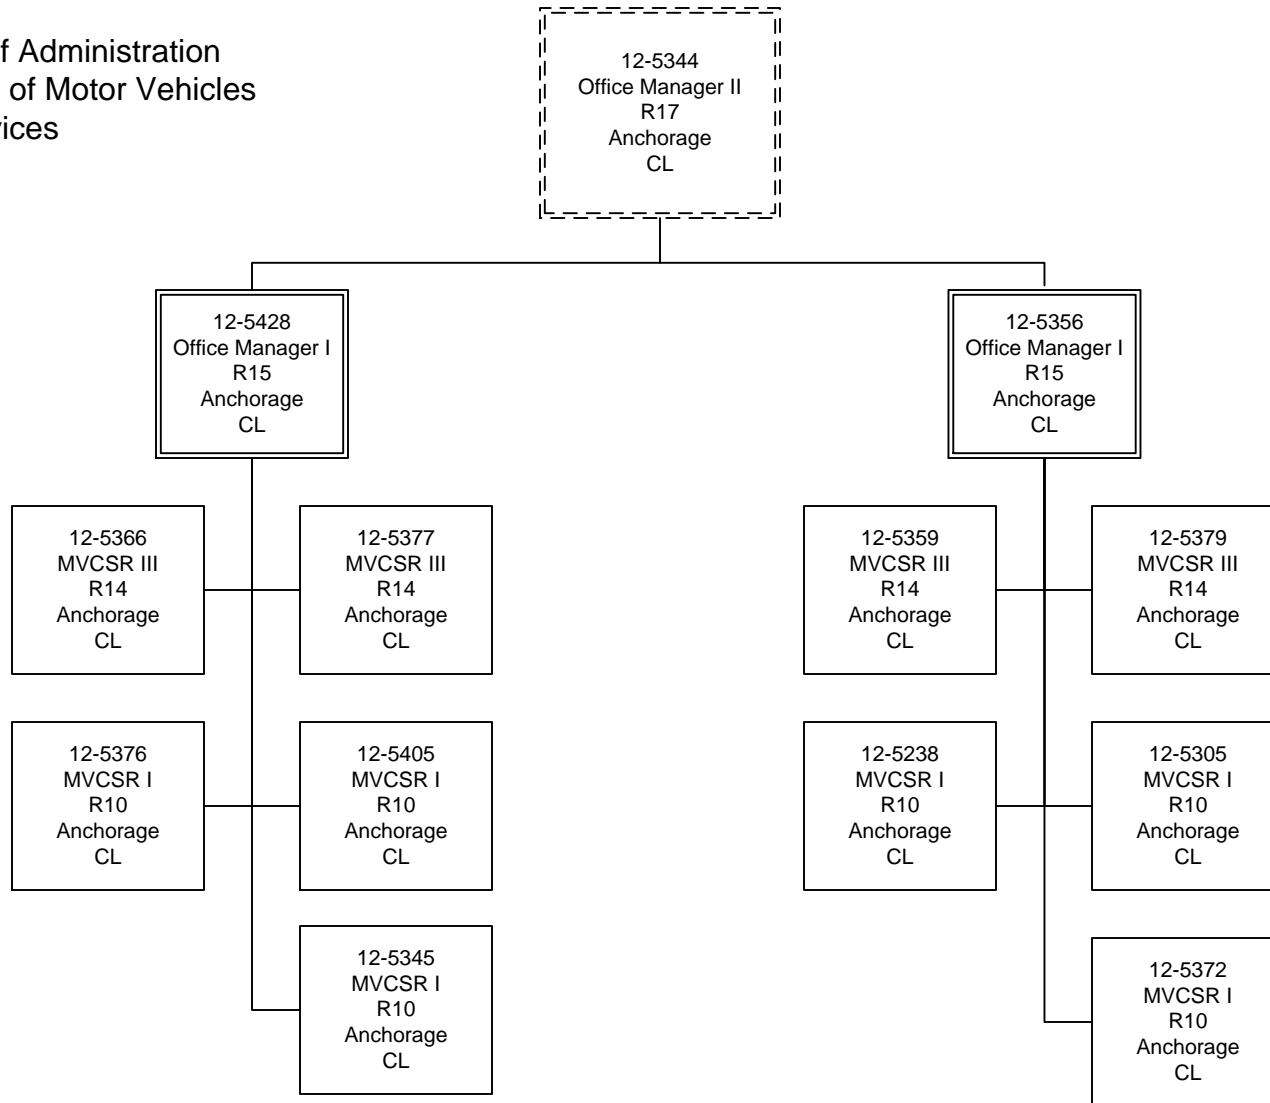 f Administration
of Motor Vehicles
vices
12-5344
Office Manager II
R17
Anchorage
CL
12-5428
Office Manager I
R15
Anchorage
CL
12-5356
Office Manager I
R15
Anchorage
CL
12-5366
MVCSR III
R14
Anchorage
CL
12-5377
MVCSR III
R14
Anchorage
CL
12-5359
MVCSR III
R14
Anchorage
CL
12-5379
MVCSR III
R14
Anchorage
CL
12-5376
MVCSR I
R10
Anchorage
CL
12-5405
MVCSR I
R10
Anchorage
CL
12-5238
MVCSR I
R10
Anchorage
CL
12-5305
MVCSR I
R10
Anchorage
CL
12-5345
MVCSR I
R10
Anchorage
CL
12-5372
MVCSR I
R10
Anchorage
CL